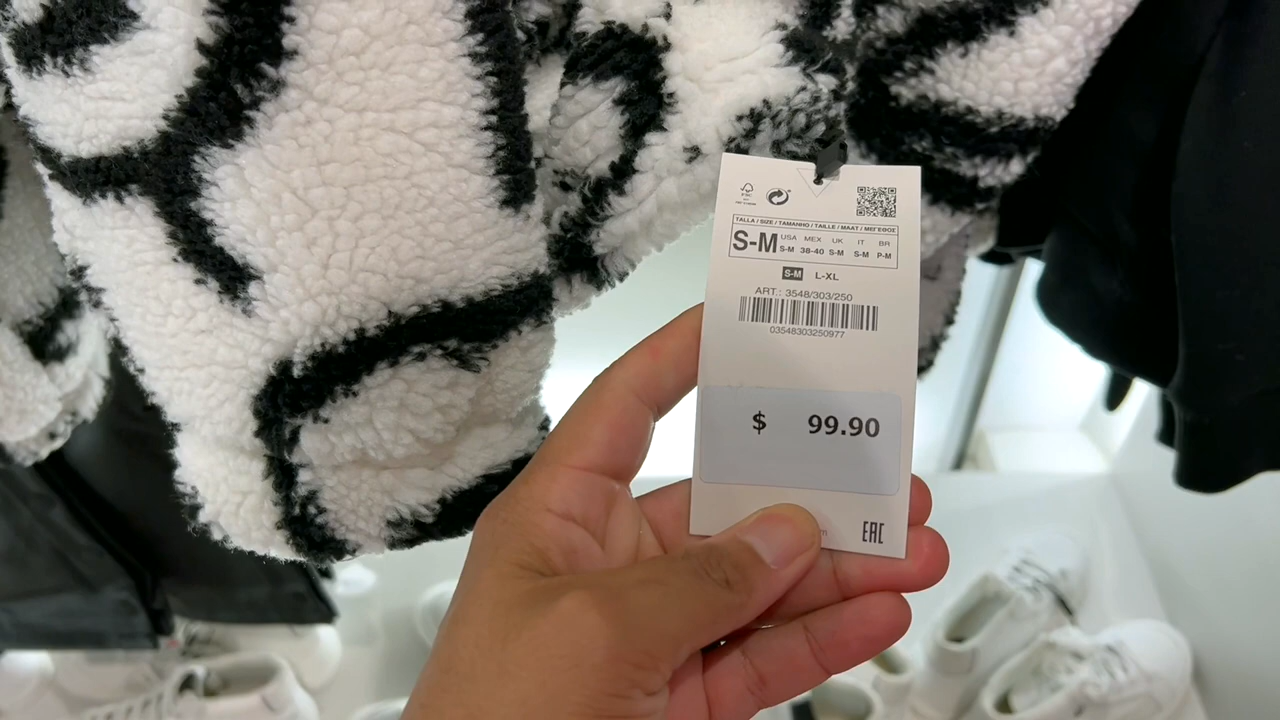 FSC
TALLA / SIZE / TAMANHO / TAILLE / MAAT / ΜΕΓΕΘΟΣ
S-M USA MEX UK IT BR
S-M 38-40 S-M S-M P-M
S-M L-XL
ART.: 3548/303/250
03548303250977
$ 99.90
m
EAC